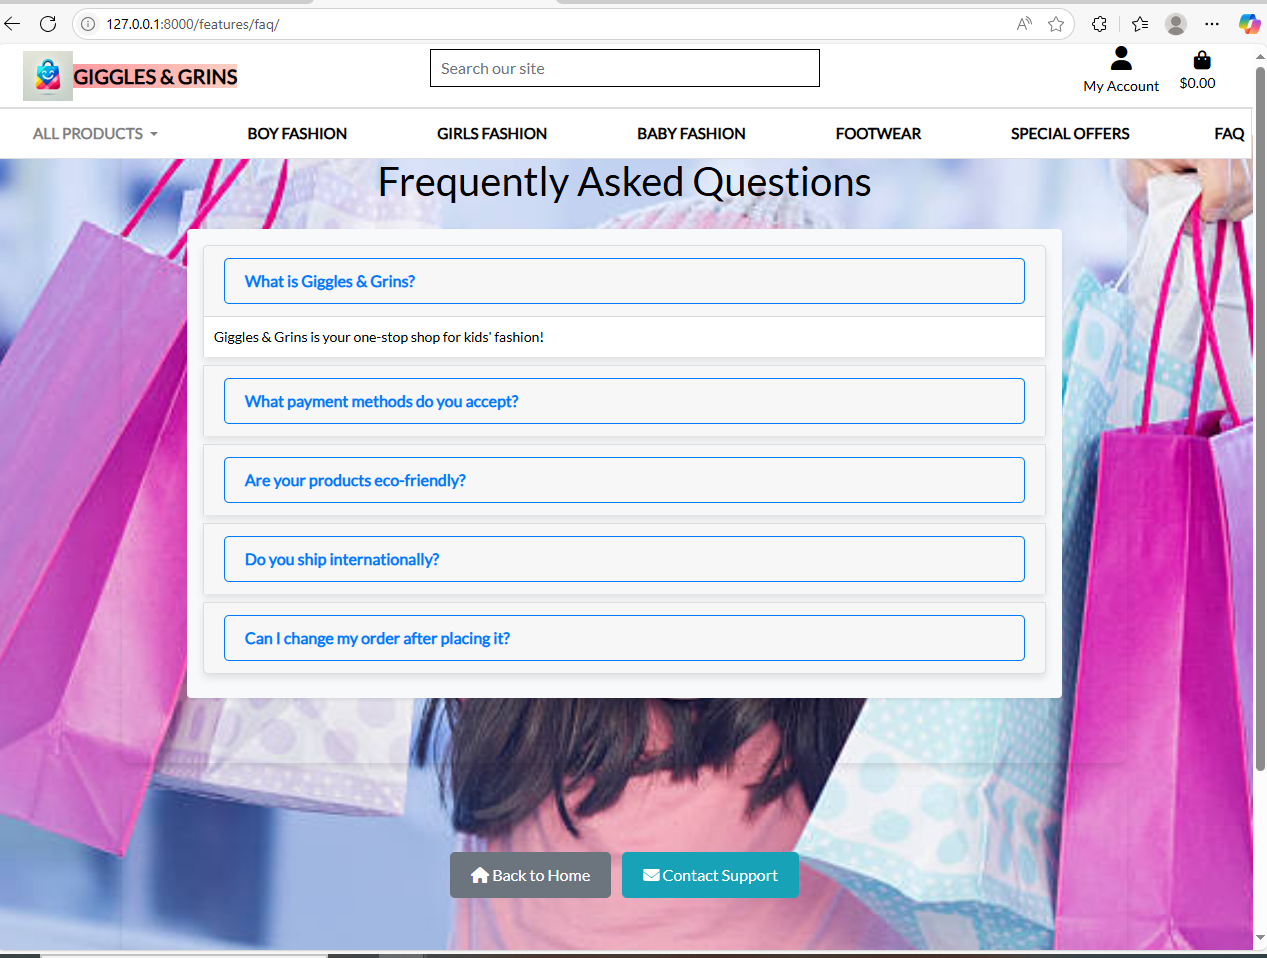 127.0.0.1:8000/features/faq/
GIGGLES & GRINS
Search our site
My Account
$0.00
ALL PRODUCTS
BOY FASHION
GIRLS FASHION
BABY FASHION
FOOTWEAR
SPECIAL OFFERS
FAQ
Frequently Asked Questions
What is Giggles & Grins?
Giggles & Grins is your one-stop shop for kids' fashion!
What payment methods do you accept?
Are your products eco-friendly?
Do you ship internationally?
Can I change my order after placing it?
Back to Home
Contact Support